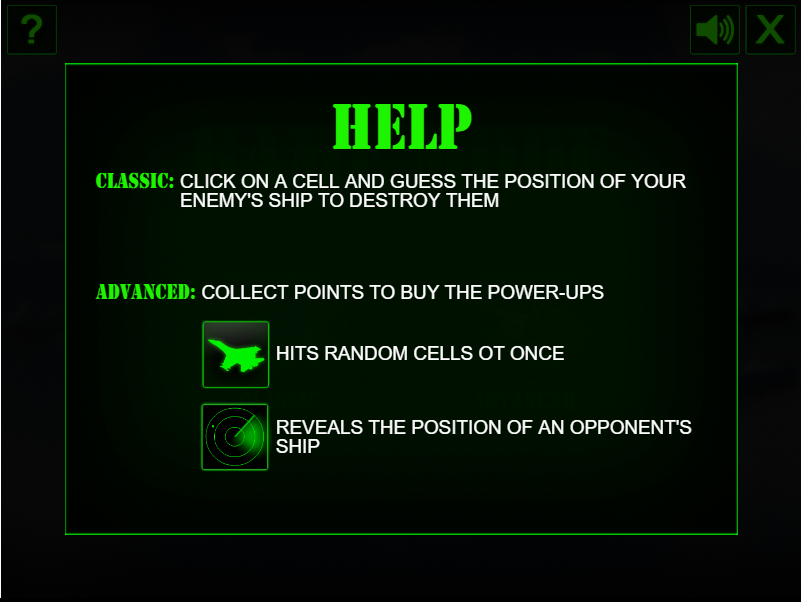 ?
X
HELP
CLASSIC: CLICK ON A CELL AND GUESS THE POSITION OF YOUR
ENEMY'S SHIP TO DESTROY THEM
ADVANCED: COLLECT POINTS TO BUY THE POWER-UPS
HITS RANDOM CELLS OT ONCE
REVEALS THE POSITION OF AN OPPONENT'S
SHIP